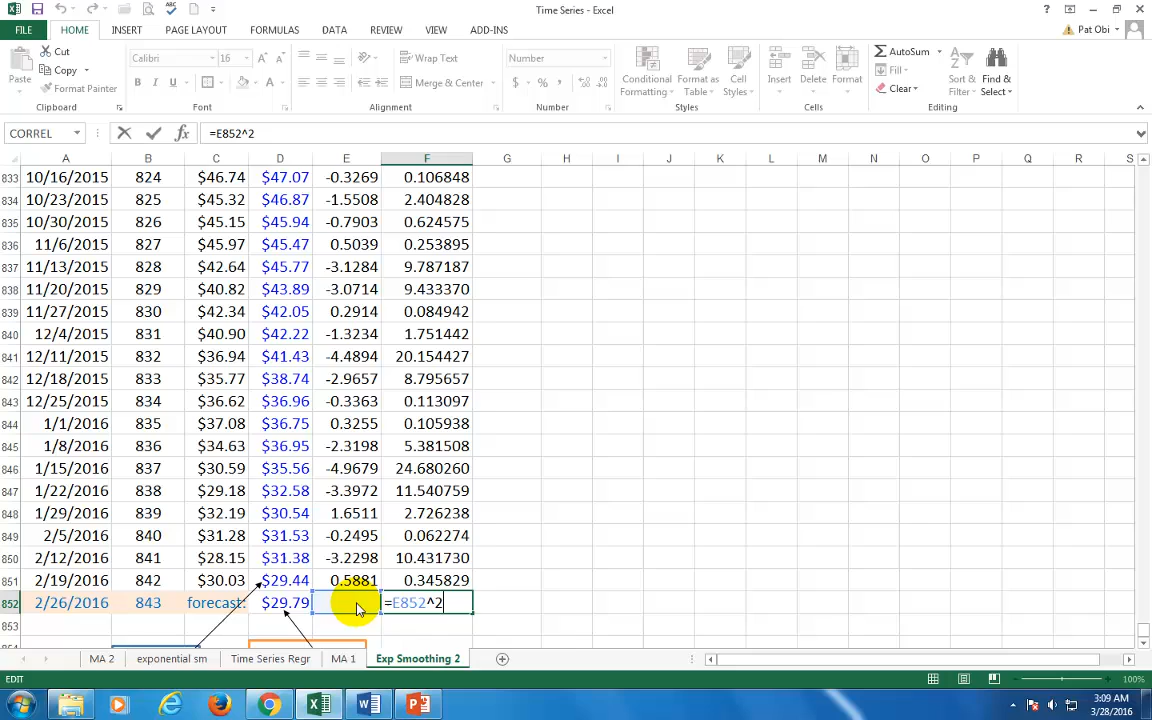 Time Series - Excel
FILE HOME INSERT PAGE LAYOUT FORMULAS DATA REVIEW VIEW ADD-INS Pat Obi
Cut Calibri 16 Wrap Text Number AutoSum
Paste Copy Fill
Format Painter B I U A Merge & Center $ % , Conditional Formatting Format as Table Cell Styles Insert Delete Format Clear Sort & Filter Find & Select
Clipboard Font Alignment Number Styles Cells Editing
CORREL fx =E852^2
A B C D E F G H I J K L M N O P Q R S
833 10/16/2015 824 $46.74 $47.07 -0.3269 0.106848
834 10/23/2015 825 $45.32 $46.87 -1.5508 2.404828
835 10/30/2015 826 $45.15 $45.94 -0.7903 0.624575
836 11/6/2015 827 $45.97 $45.47 0.5039 0.253895
837 11/13/2015 828 $42.64 $45.77 -3.1284 9.787187
838 11/20/2015 829 $40.82 $43.89 -3.0714 9.433370
839 11/27/2015 830 $42.34 $42.05 0.2914 0.084942
840 12/4/2015 831 $40.90 $42.22 -1.3234 1.751442
841 12/11/2015 832 $36.94 $41.43 -4.4894 20.154427
842 12/18/2015 833 $35.77 $38.74 -2.9657 8.795657
843 12/25/2015 834 $36.62 $36.96 -0.3363 0.113097
844 1/1/2016 835 $37.08 $36.75 0.3255 0.105938
845 1/8/2016 836 $34.63 $36.95 -2.3198 5.381508
846 1/15/2016 837 $30.59 $35.56 -4.9679 24.680260
847 1/22/2016 838 $29.18 $32.58 -3.3972 11.540759
848 1/29/2016 839 $32.19 $30.54 1.6511 2.726238
849 2/5/2016 840 $31.28 $31.53 -0.2495 0.062274
850 2/12/2016 841 $28.15 $31.38 -3.2298 10.431730
851 2/19/2016 842 $30.03 $29.44 0.5881 0.345829
852 2/26/2016 843 forecast: $29.79 =E852^2
853
MA 2 exponential sm Time Series Regr MA 1 Exp Smoothing 2
EDIT 100%
3:09 AM
3/28/2016